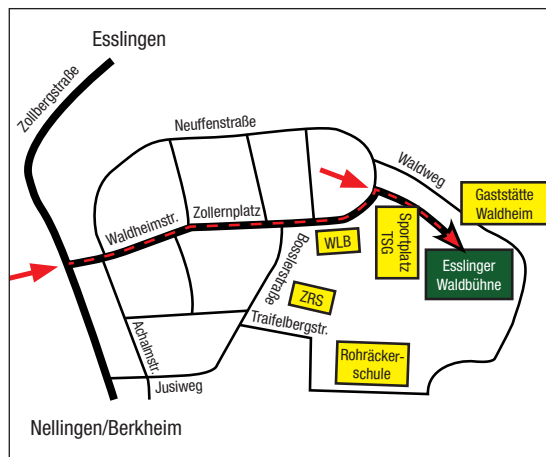 Esslingen
Zollbergstraße
Neuffenstraße
Waldweg
Gaststätte
Waldheim
Waldheimstr.
Zollernplatz
WLB
Sportplatz
TSG
Esslinger
Waldbühne
Bosslerstraße
ZRS
Traifelbergstr.
Achalmstr.
Rohräcker-
schule
Jusiweg
Nellingen/Berkheim